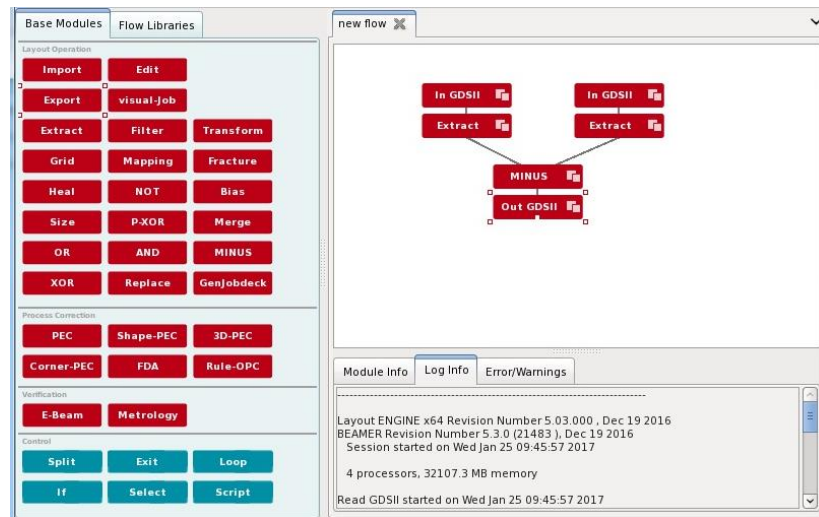 Base Modules Flow Libraries
Layout Operation
Import Edit
Export visual-Job
Extract Filter Transform
Grid Mapping Fracture
Heal NOT Bias
Size P-XOR Merge
OR AND MINUS
XOR Replace GenJobdeck
Process Correction
PEC Shape-PEC 3D-PEC
Corner-PEC FDA Rule-OPC
Verification
E-Beam Metrology
Control
Split Exit Loop
If Select Script
new flow
In GDSII In GDSII
Extract Extract
MINUS
Out GDSII
Module Info Log Info Error/Warnings
--------------------------------------------------------------------------------
Layout ENGINE x64 Revision Number 5.03.000 , Dec 19 2016
BEAMER Revision Number 5.3.0 (21483 ), Dec 19 2016
Session started on Wed Jan 25 09:45:57 2017
4 processors, 32107.3 MB memory
Read GDSII started on Wed Jan 25 09:45:57 2017